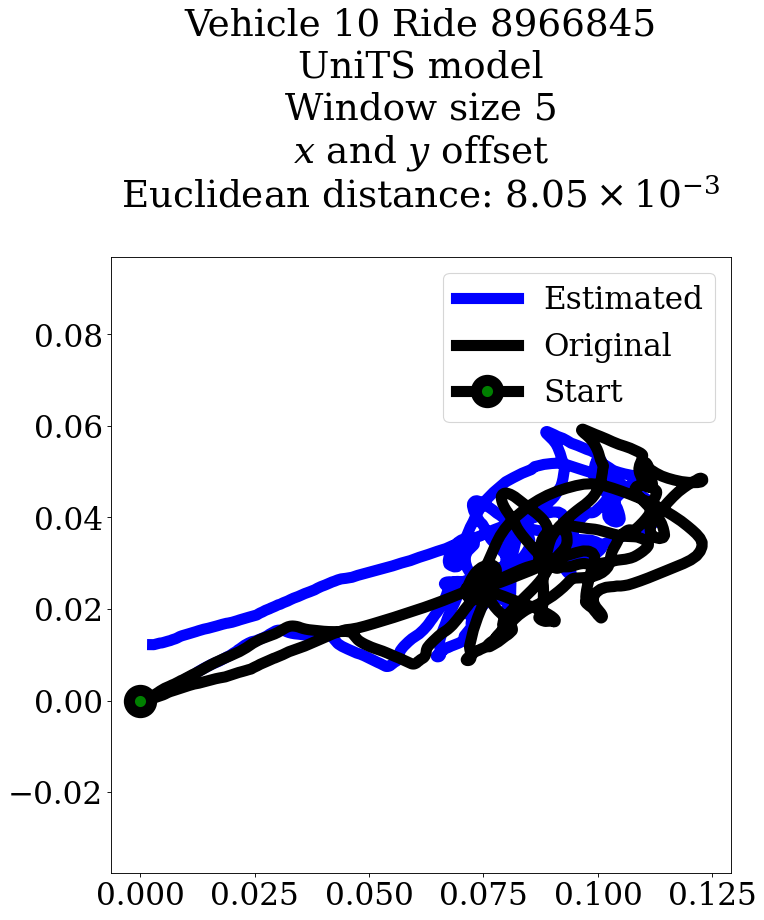 Vehicle 10 Ride 8966845
UniTS model
Window size 5
x and y offset
Euclidean distance: 8.05 × 10⁻³
Estimated
Original
Start
0.08
0.06
0.04
0.02
0.00
−0.02
0.000 0.025 0.050 0.075 0.100 0.125